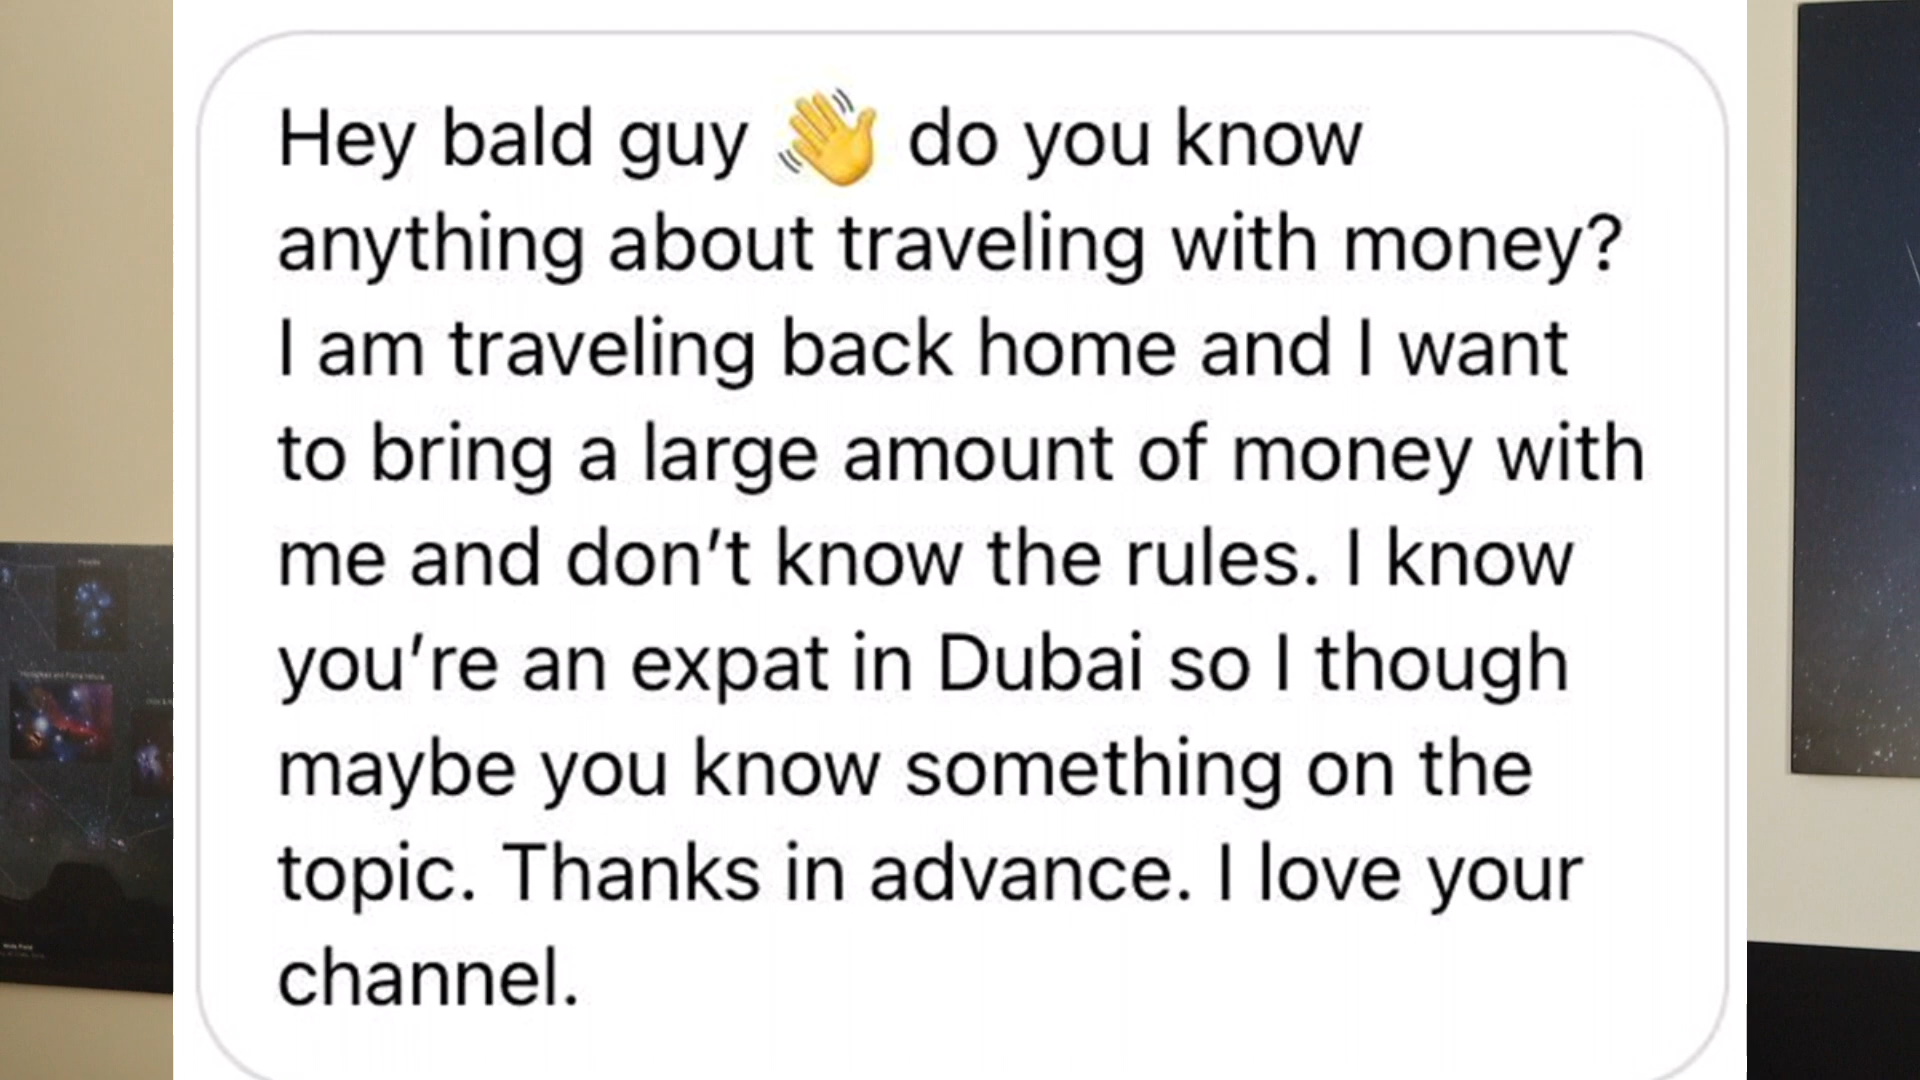 Hey bald guy 👋 do you know
anything about traveling with money?
I am traveling back home and I want
to bring a large amount of money with
me and don’t know the rules. I know
you’re an expat in Dubai so I though
maybe you know something on the
topic. Thanks in advance. I love your
channel.